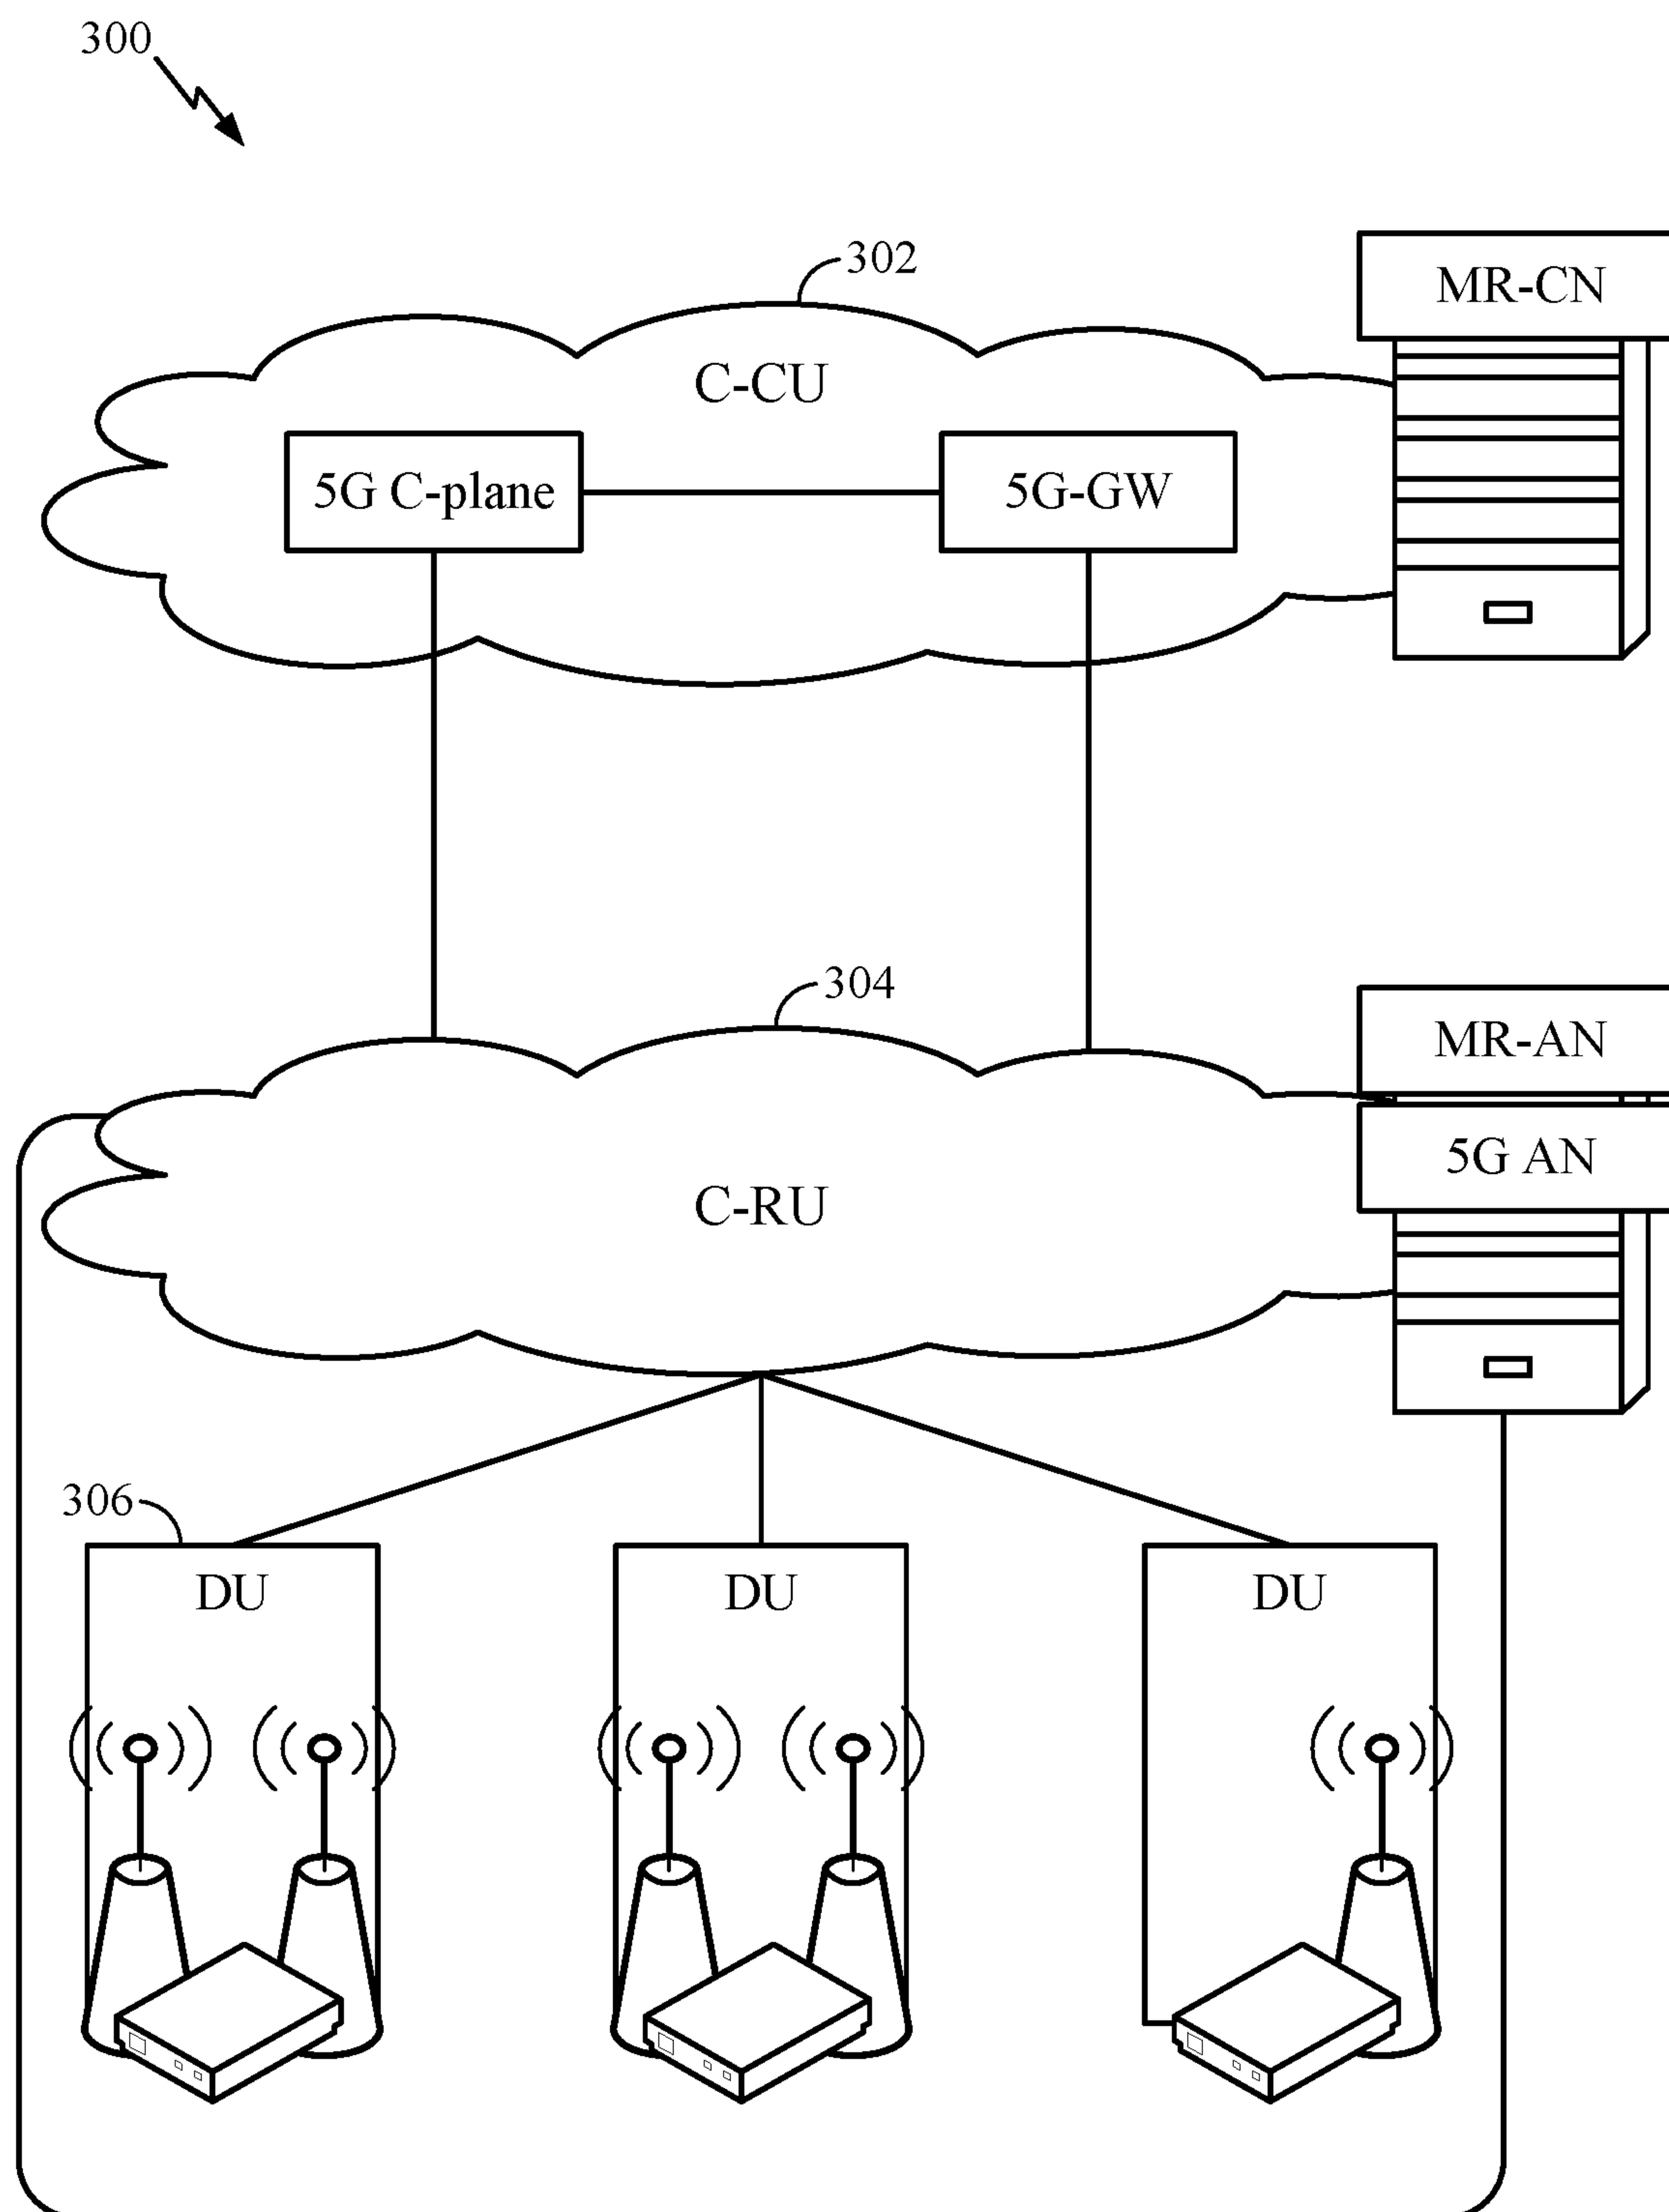 300
302
MR-CN
C-CU
5G C-plane
5G-GW
304
MR-AN
5G AN
C-RU
306
DU
DU
DU